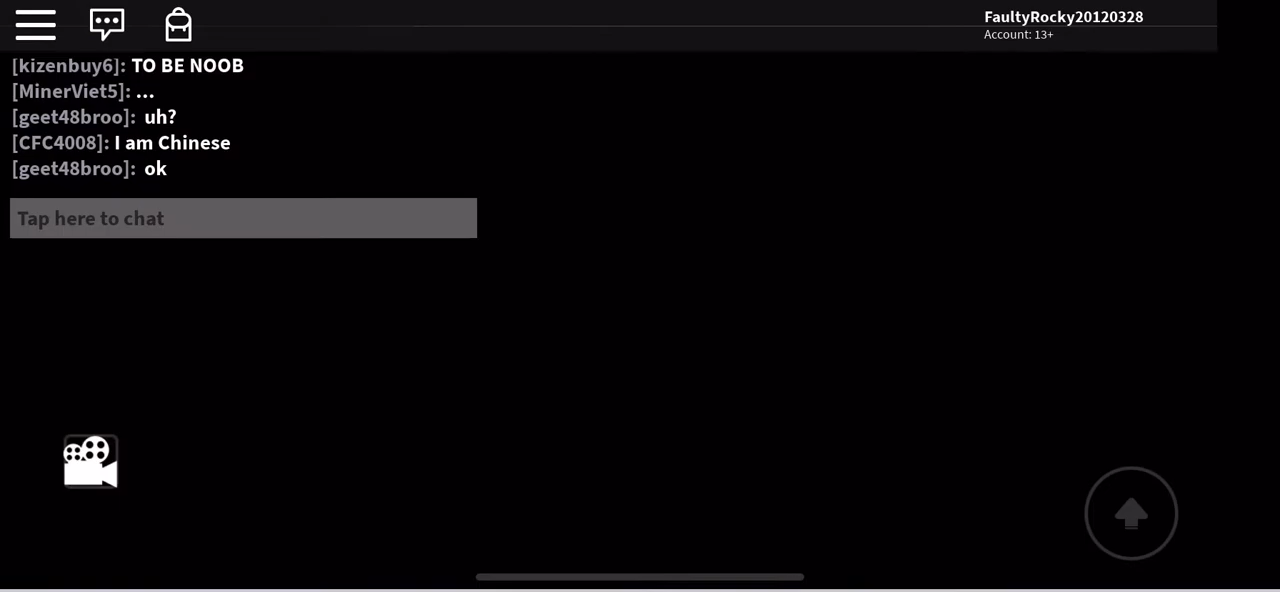 FaultyRocky20120328
Account: 13+
[kizenbuy6]: TO BE NOOB
[MinerViet5]: ...
[geet48broo]: uh?
[CFC4008]: I am Chinese
[geet48broo]: ok
Tap here to chat